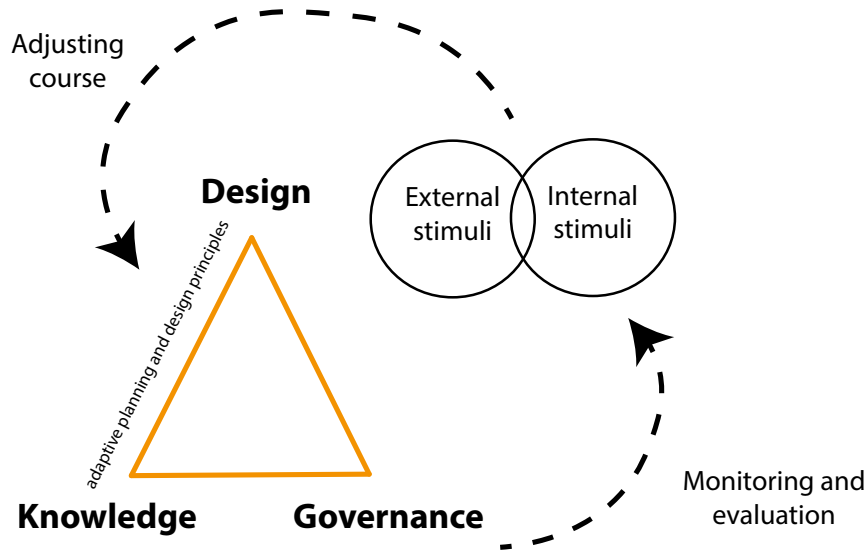 Adjusting
course
Design
External
stimuli
Internal
stimuli
adaptive planning and design principles
Knowledge
Governance
Monitoring and
evaluation